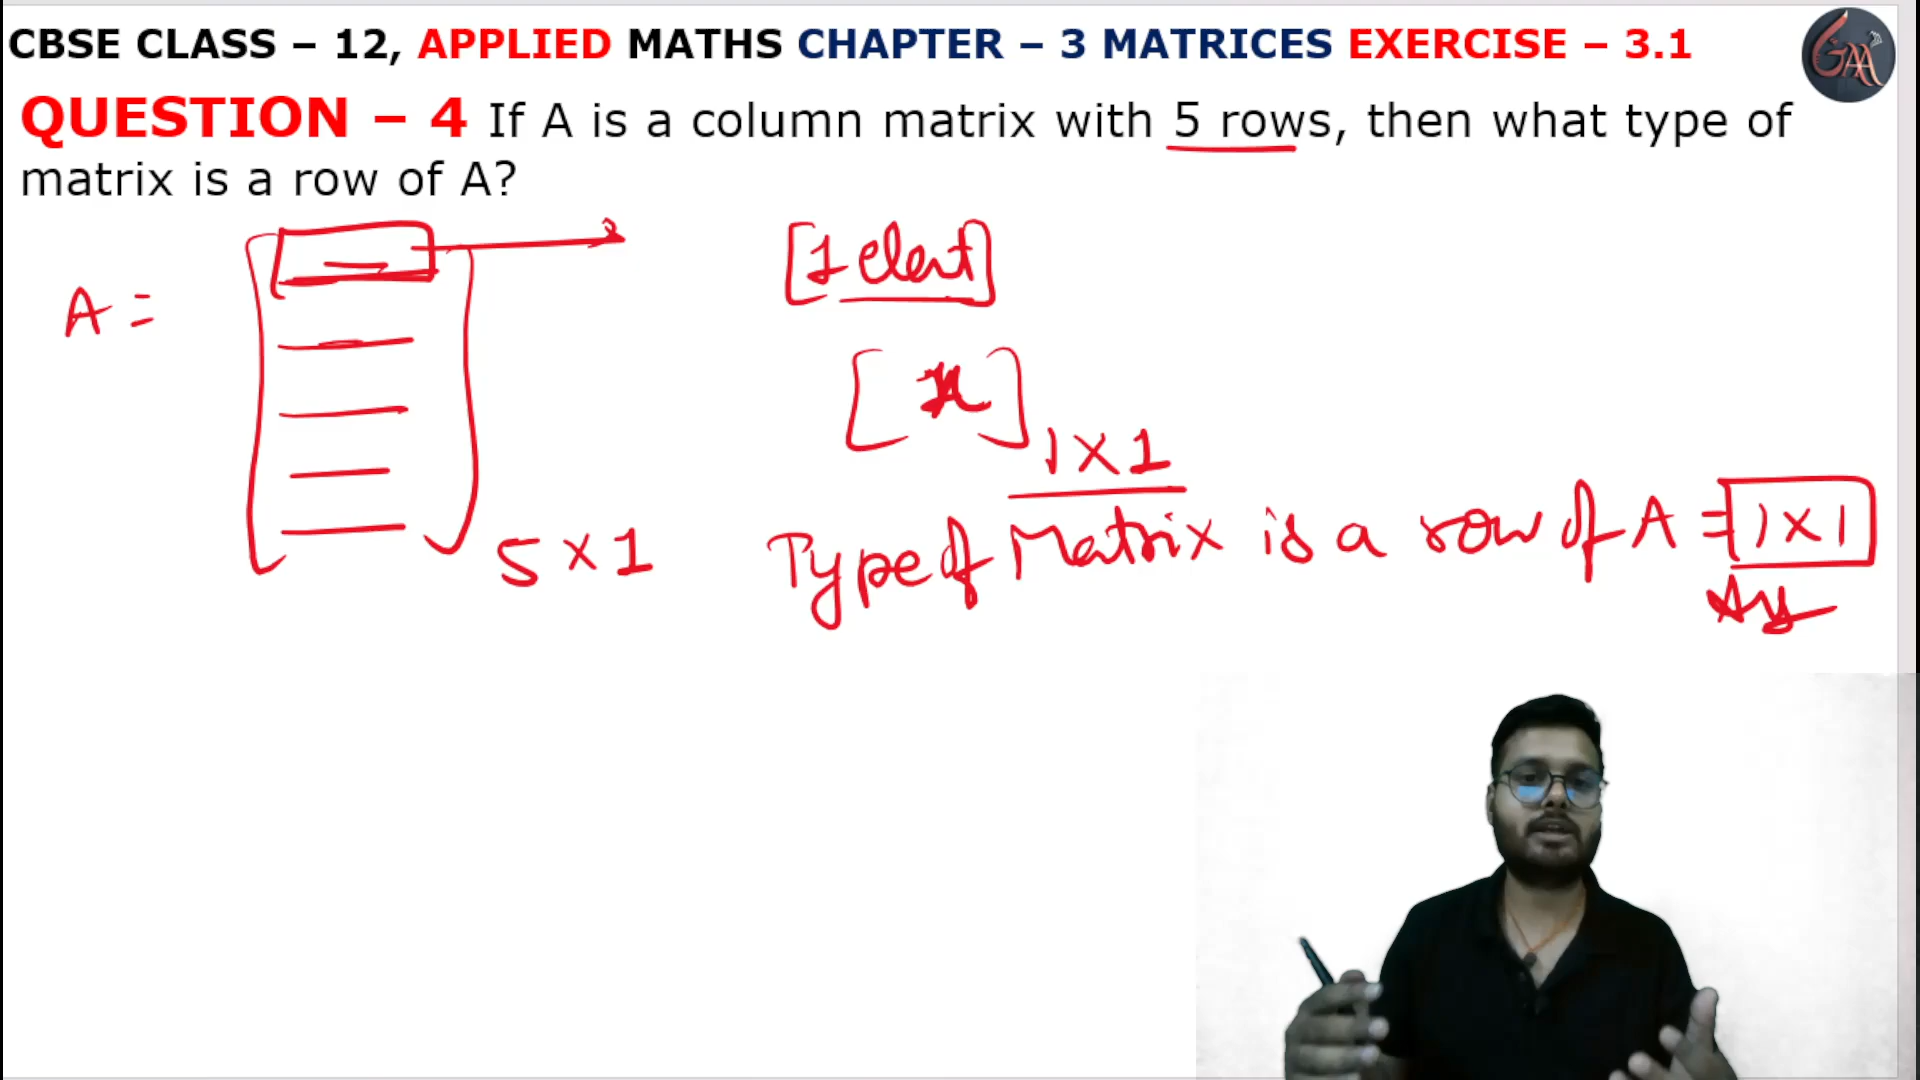 CBSE CLASS – 12, APPLIED MATHS CHAPTER – 3 MATRICES EXERCISE – 3.1
QUESTION – 4 If A is a column matrix with 5 rows, then what type of
matrix is a row of A?
A =
5 × 1
[1 elent]
[x]
1 × 1
Type of Matrix is a row of A = 1 × 1
Ans